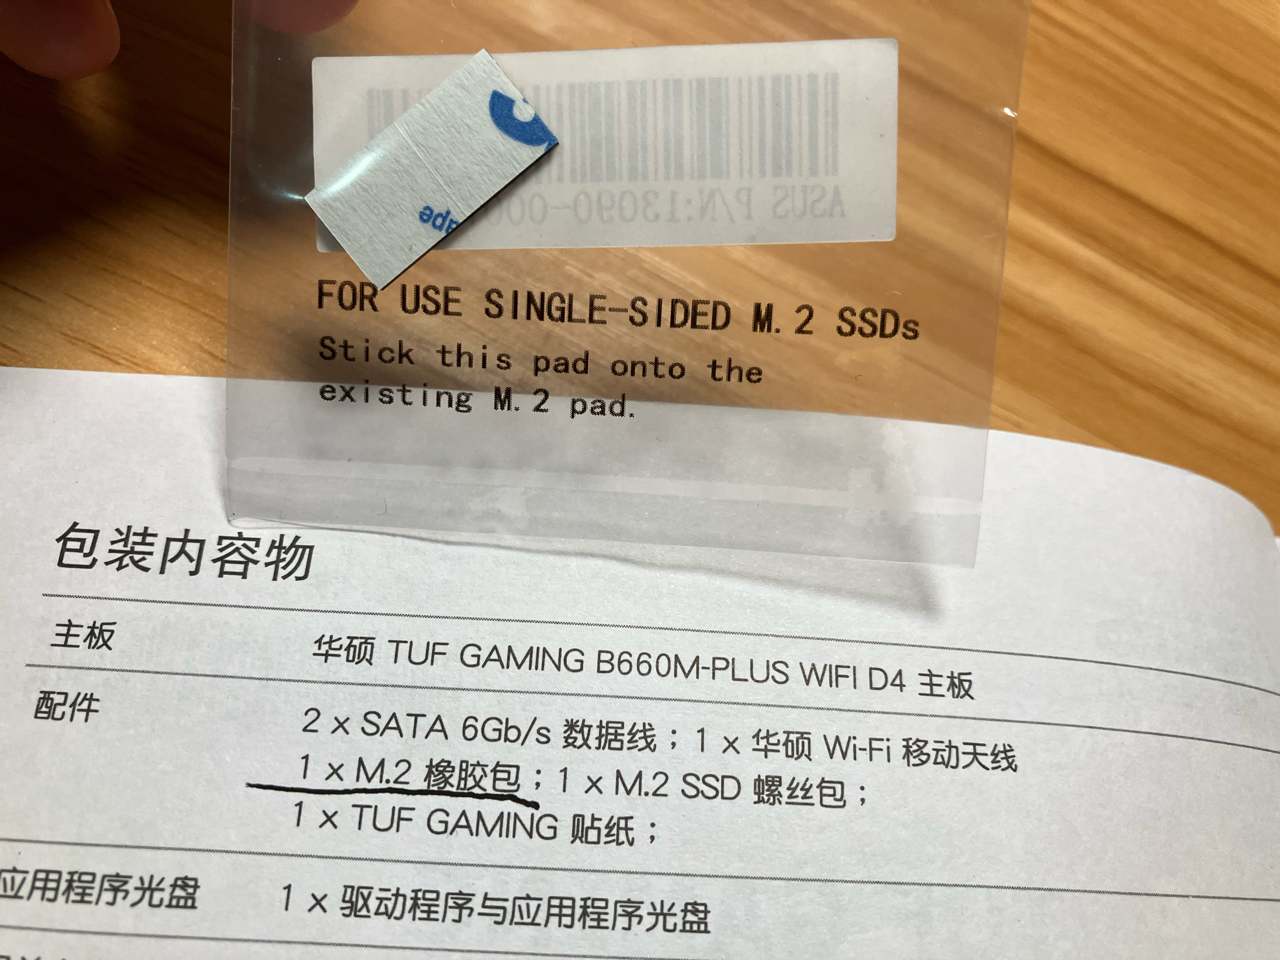 ape
ASUS P/N:13090-00
FOR USE SINGLE-SIDED M.2 SSDs
Stick this pad onto the
existing M.2 pad.
包装内容物
主板 华硕 TUF GAMING B660M-PLUS WIFI D4 主板
配件 2 x SATA 6Gb/s 数据线；1 x 华硕 Wi-Fi 移动天线
1 x M.2 橡胶包；1 x M.2 SSD 螺丝包；
1 x TUF GAMING 贴纸；
应用程序光盘 1 x 驱动程序与应用程序光盘